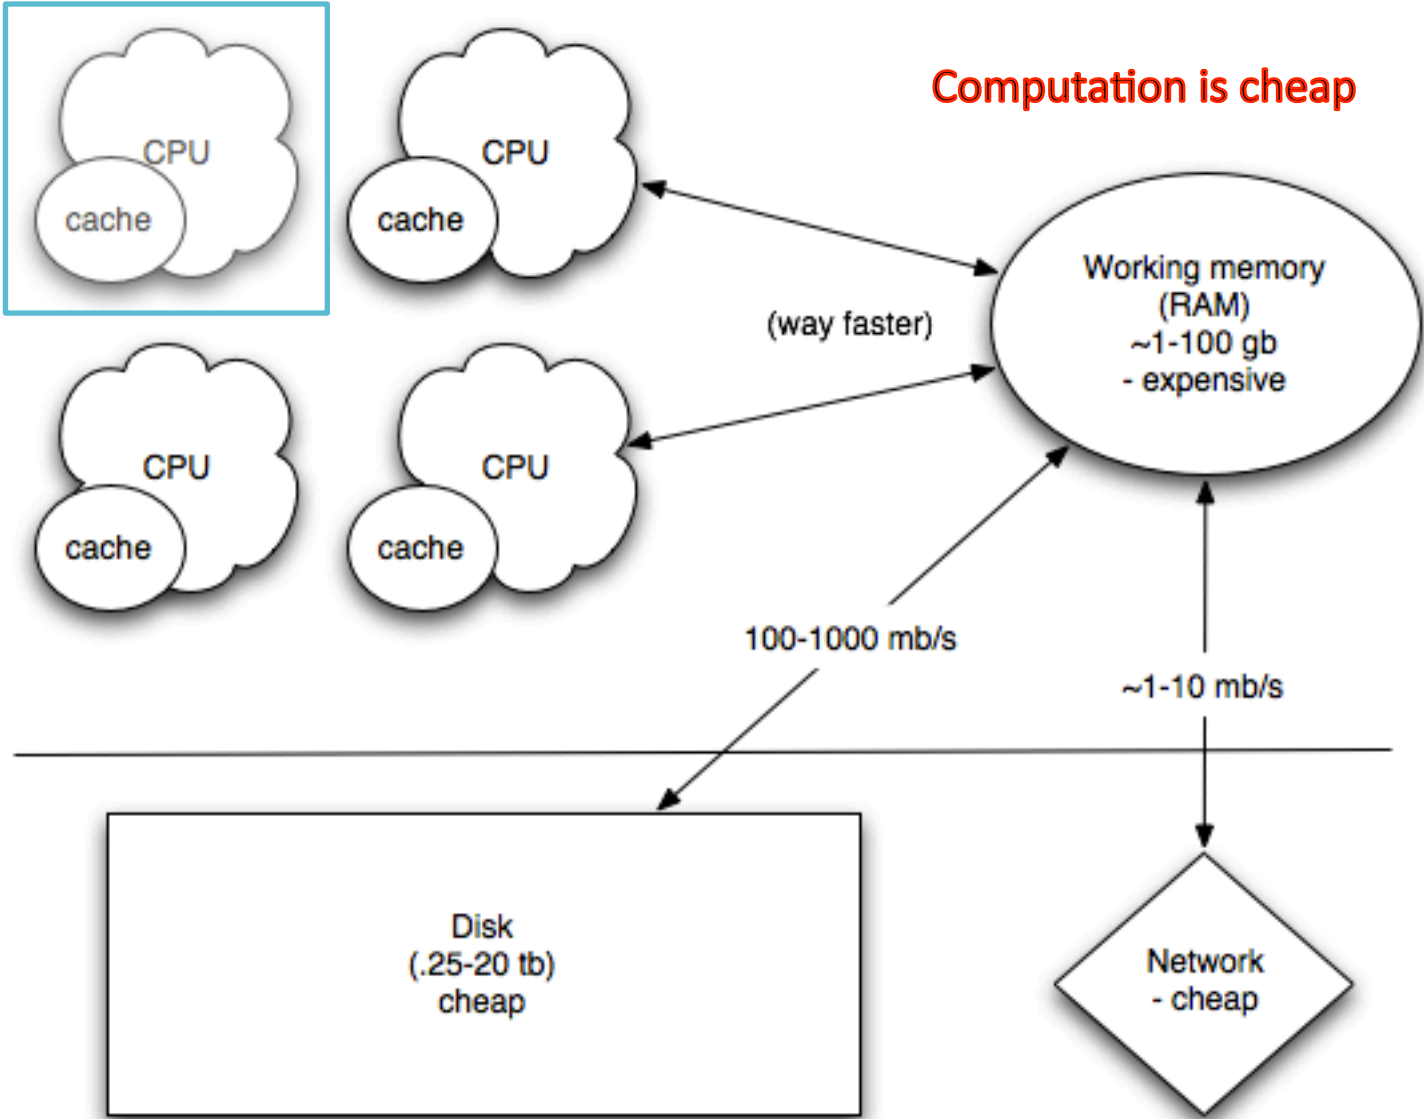 Computation is cheap
CPU
cache
CPU
cache
Working memory
(RAM)
~1-100 gb
- expensive
(way faster)
CPU
cache
CPU
cache
100-1000 mb/s
~1-10 mb/s
Disk
(.25-20 tb)
cheap
Network
- cheap